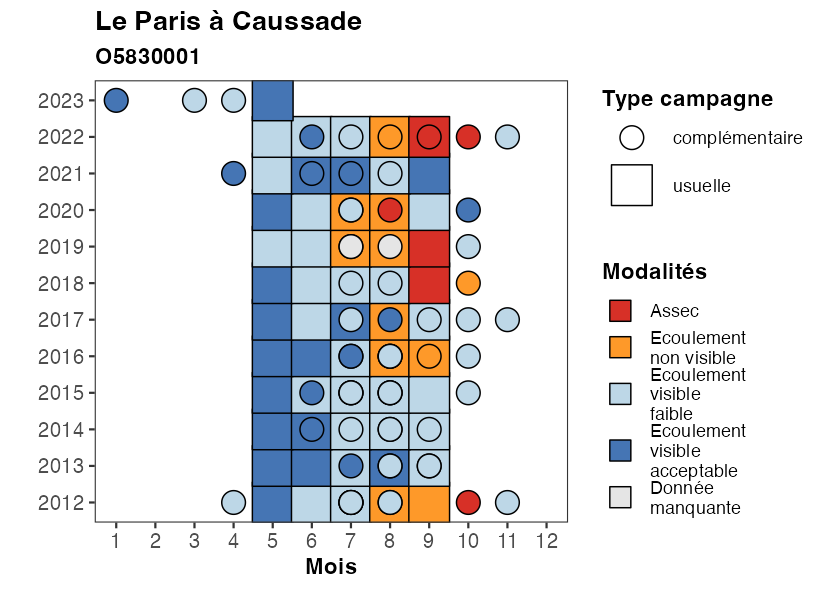 Le Paris à Caussade
O5830001
2023
2022
2021
2020
2019
2018
2017
2016
2015
2014
2013
2012
1 2 3 4 5 6 7 8 9 10 11 12
Mois
Type campagne
complémentaire
usuelle
Modalités
Assec
Ecoulement
non visible
Ecoulement
visible
faible
Ecoulement
visible
acceptable
Donnée
manquante